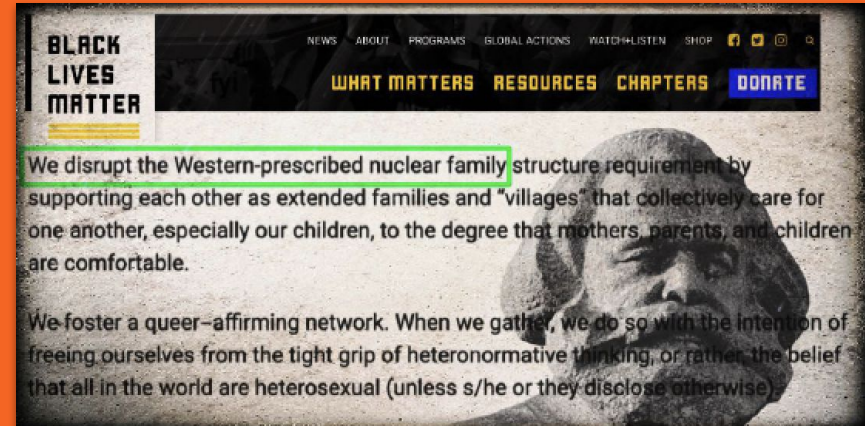 BLACK
LIVES
MATTER
NEWS ABOUT PROGRAMS GLOBAL ACTIONS WATCH+LISTEN SHOP
WHAT MATTERS RESOURCES CHAPTERS DONATE
We disrupt the Western-prescribed nuclear family structure requirement by
supporting each other as extended families and “villages” that collectively care for
one another, especially our children, to the degree that mothers, parents, and children
are comfortable.
We foster a queer–affirming network. When we gather, we do so with the intention of
freeing ourselves from the tight grip of heteronormative thinking, or rather, the belief
that all in the world are heterosexual (unless s/he or they disclose otherwise).